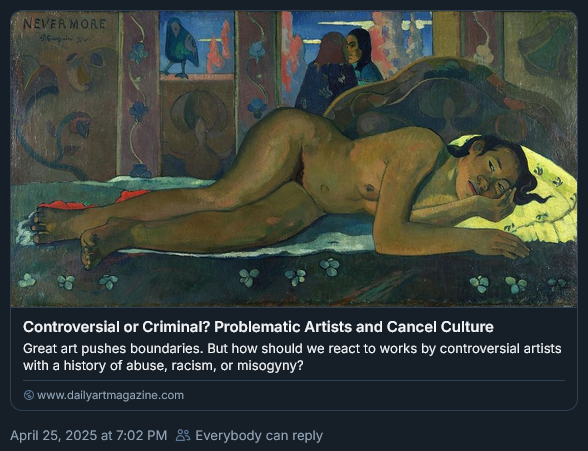 NEVERMORE
Controversial or Criminal? Problematic Artists and Cancel Culture
Great art pushes boundaries. But how should we react to works by controversial artists
with a history of abuse, racism, or misogyny?
www.dailyartmagazine.com
April 25, 2025 at 7:02 PM Everybody can reply